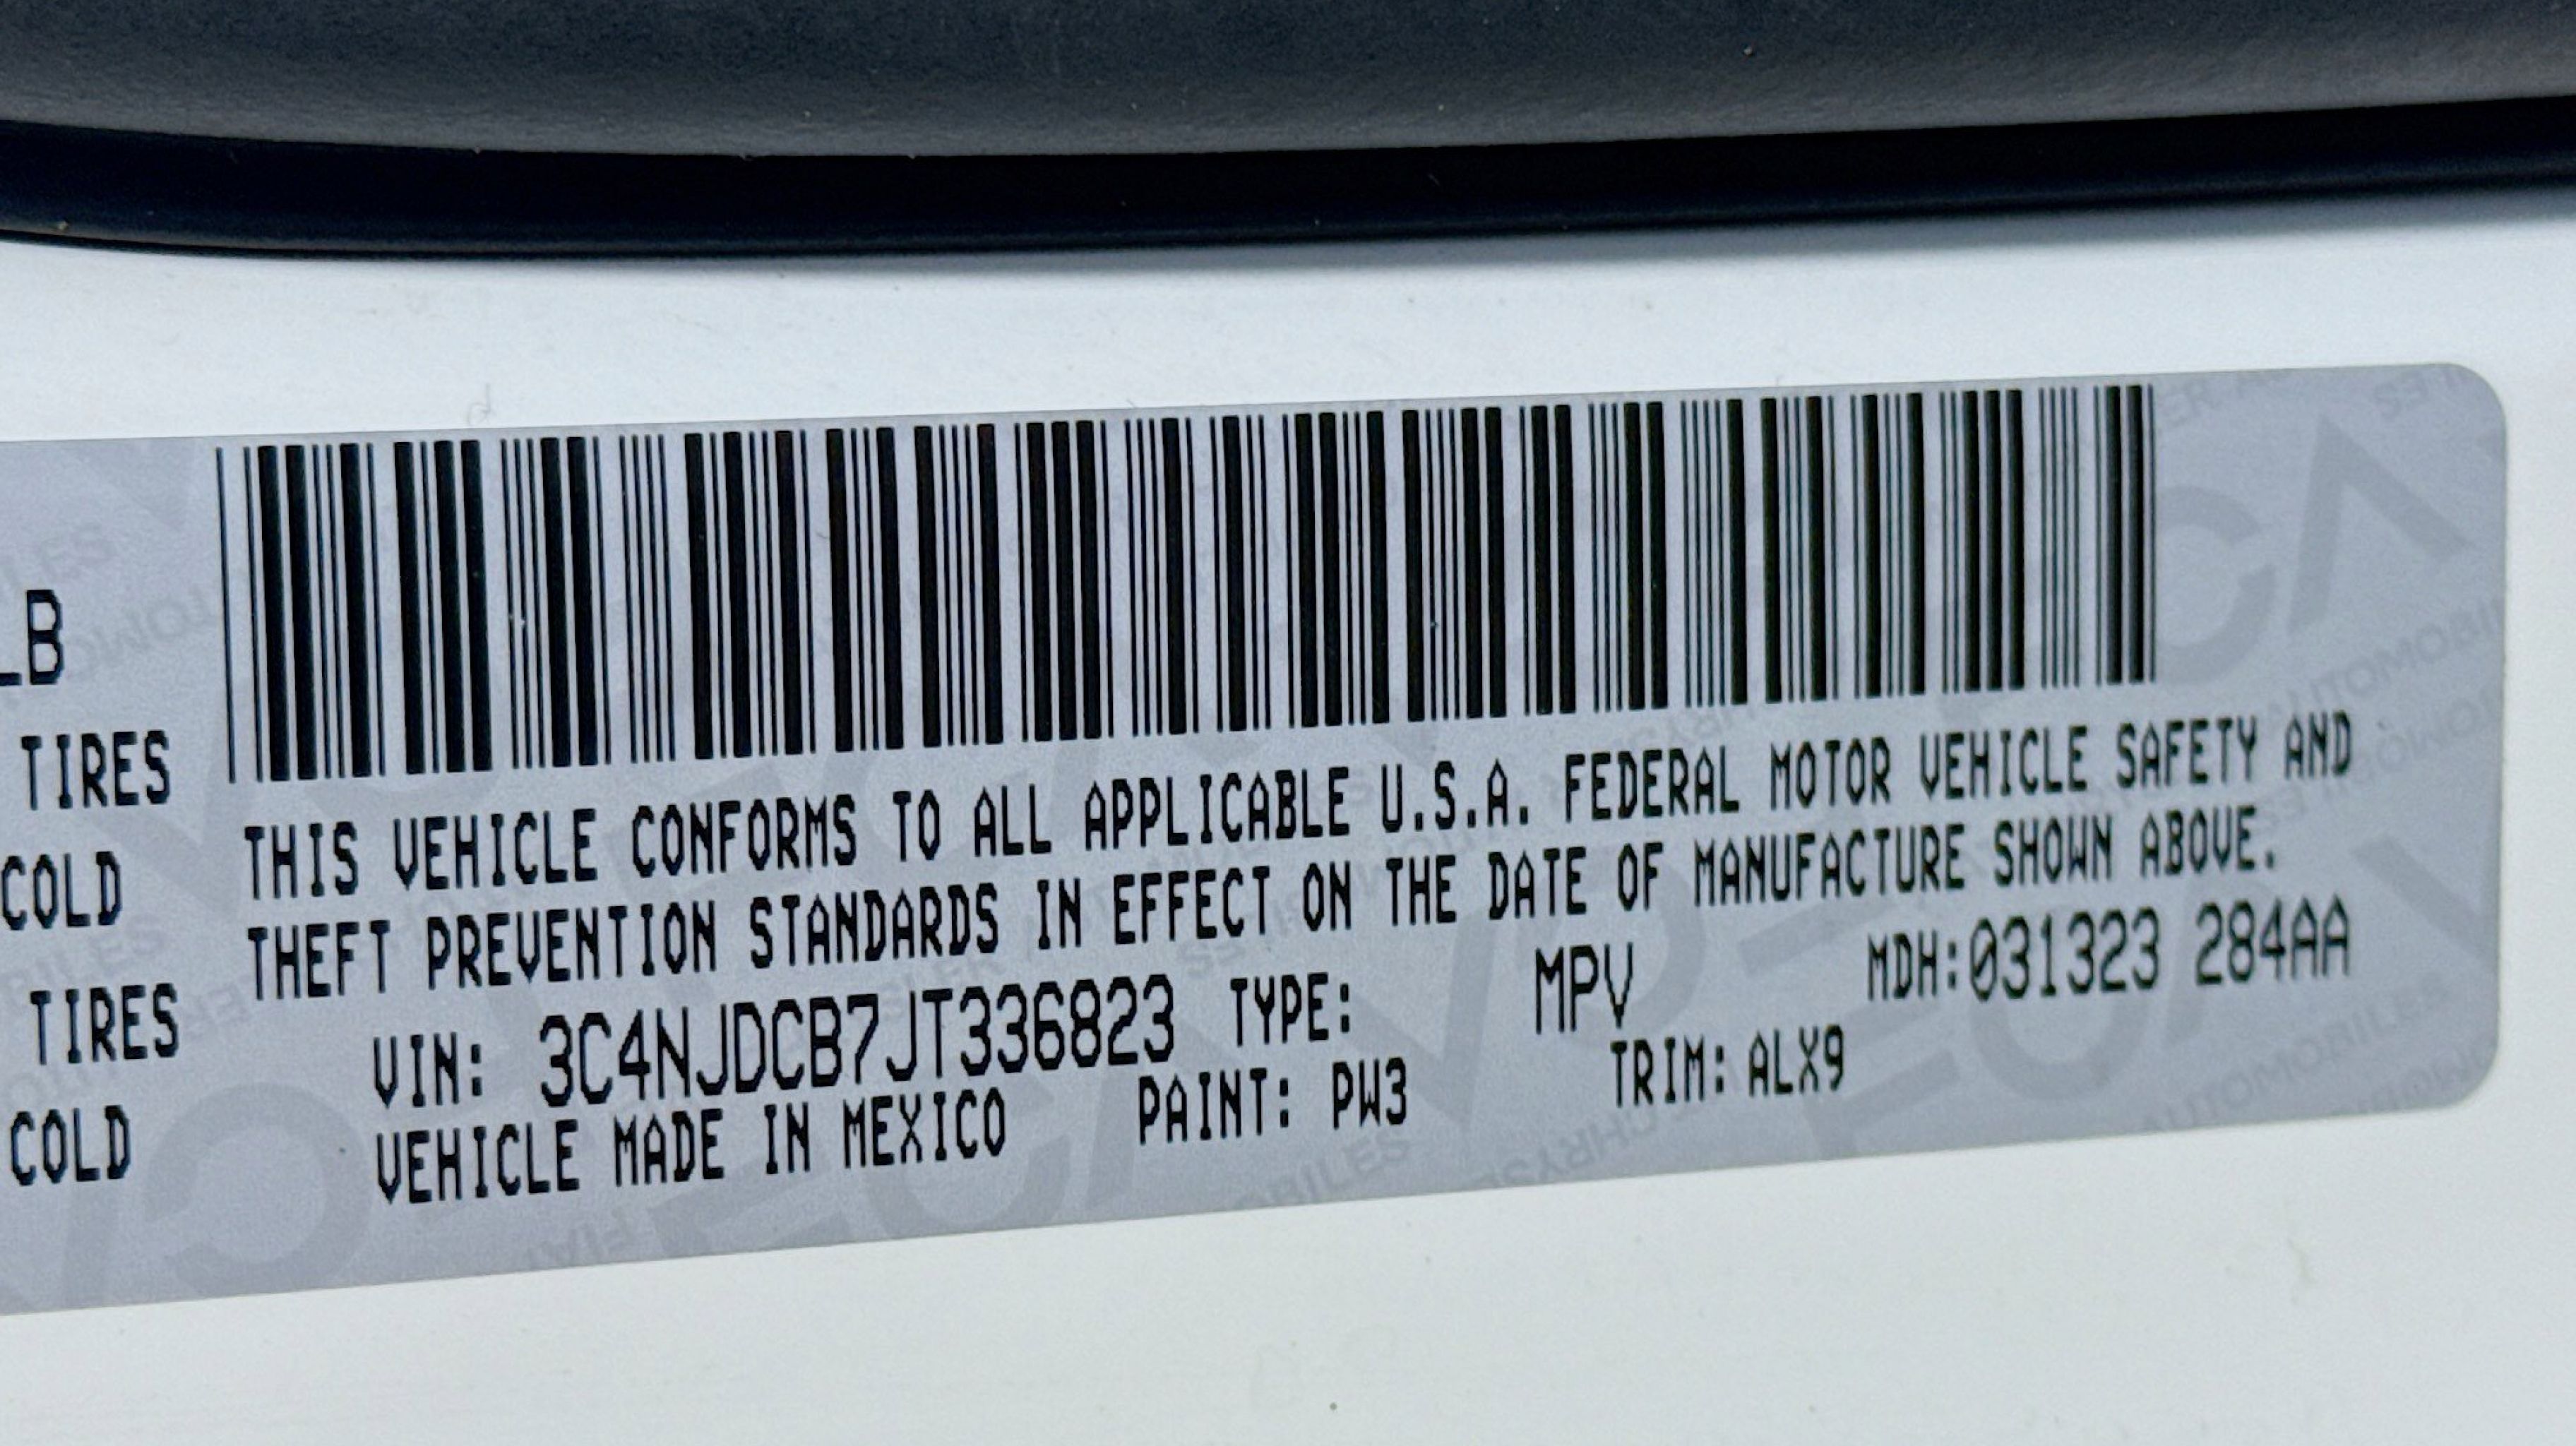 LB
TIRES
COLD
TIRES
COLD
THIS VEHICLE CONFORMS TO ALL APPLICABLE U.S.A. FEDERAL MOTOR VEHICLE SAFETY AND
THEFT PREVENTION STANDARDS IN EFFECT ON THE DATE OF MANUFACTURE SHOWN ABOVE.
VIN: 3C4NJDCB7JT336823 TYPE: MPV MDH:031323 284AA
VEHICLE MADE IN MEXICO PAINT: PW3 TRIM: ALX9